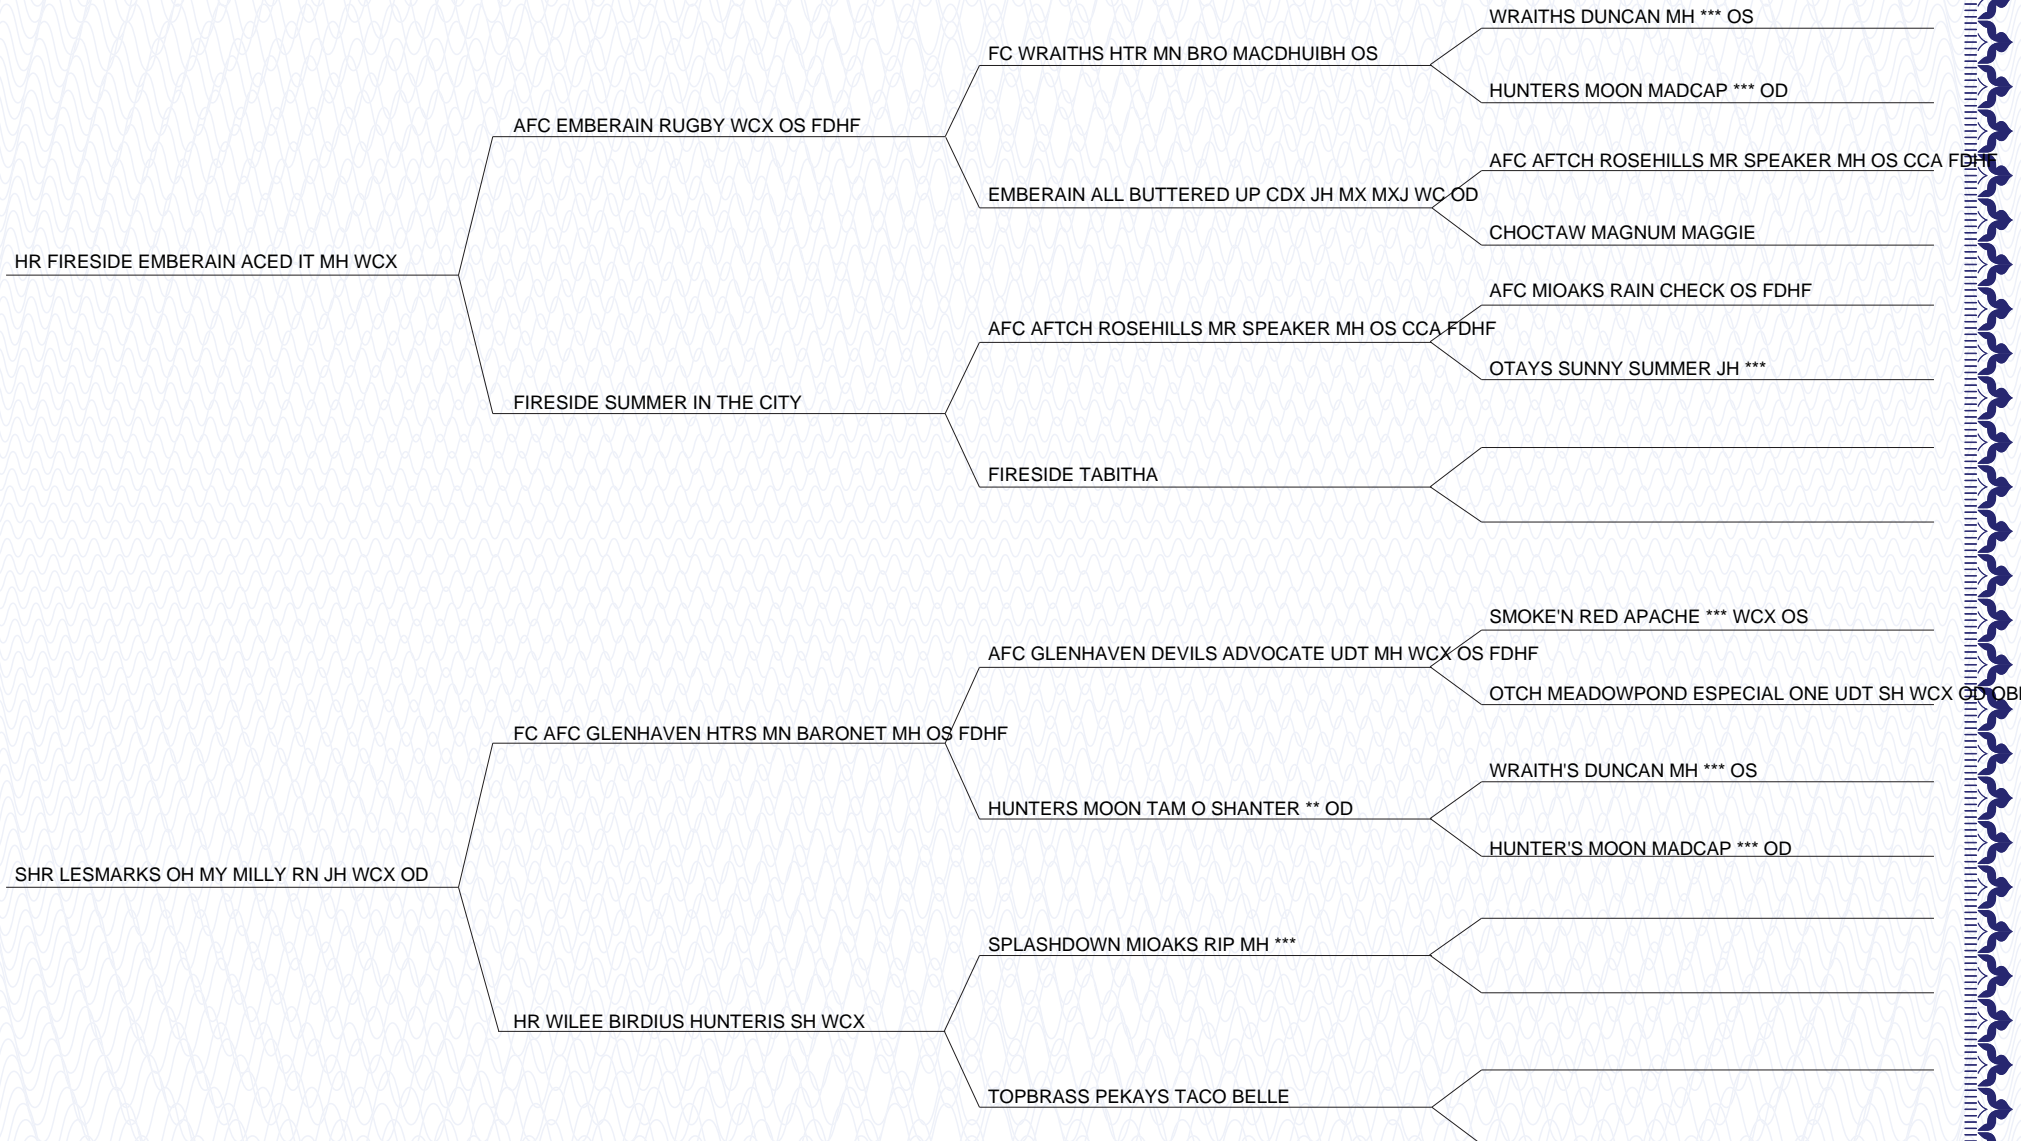 WRAITHS DUNCAN MH *** OS
FC WRAITHS HTR MN BRO MACDHUIBH OS
HUNTERS MOON MADCAP *** OD
AFC EMBERAIN RUGBY WCX OS FDHF
AFC AFTCH ROSEHILLS MR SPEAKER MH OS CCA FDHF
EMBERAIN ALL BUTTERED UP CDX JH MX MXJ WC OD
CHOCTAW MAGNUM MAGGIE
HR FIRESIDE EMBERAIN ACED IT MH WCX
AFC MIOAKS RAIN CHECK OS FDHF
AFC AFTCH ROSEHILLS MR SPEAKER MH OS CCA FDHF
OTAYS SUNNY SUMMER JH ***
FIRESIDE SUMMER IN THE CITY
FIRESIDE TABITHA
SMOKE'N RED APACHE *** WCX OS
AFC GLENHAVEN DEVILS ADVOCATE UDT MH WCX OS FDHF
OTCH MEADOWPOND ESPECIAL ONE UDT SH WCX OD
FC AFC GLENHAVEN HTRS MN BARONET MH OS FDHF
WRAITH'S DUNCAN MH *** OS
HUNTERS MOON TAM O SHANTER ** OD
HUNTER'S MOON MADCAP *** OD
SHR LESMARKS OH MY MILLY RN JH WCX OD
SPLASHDOWN MIOAKS RIP MH ***
HR WILEE BIRDIUS HUNTERIS SH WCX
TOPBRASS PEKAYS TACO BELLE